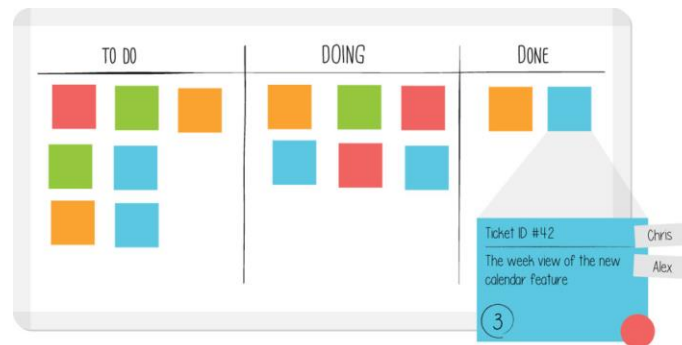 TO DO
DOING
DONE
Ticket ID #42
Chris
The week view of the new
calendar feature
Alex
3